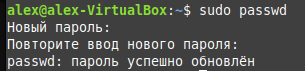 alex@alex-VirtualBox:~$ sudo passwd
Новый пароль:
Повторите ввод нового пароля:
passwd: пароль успешно обновлён